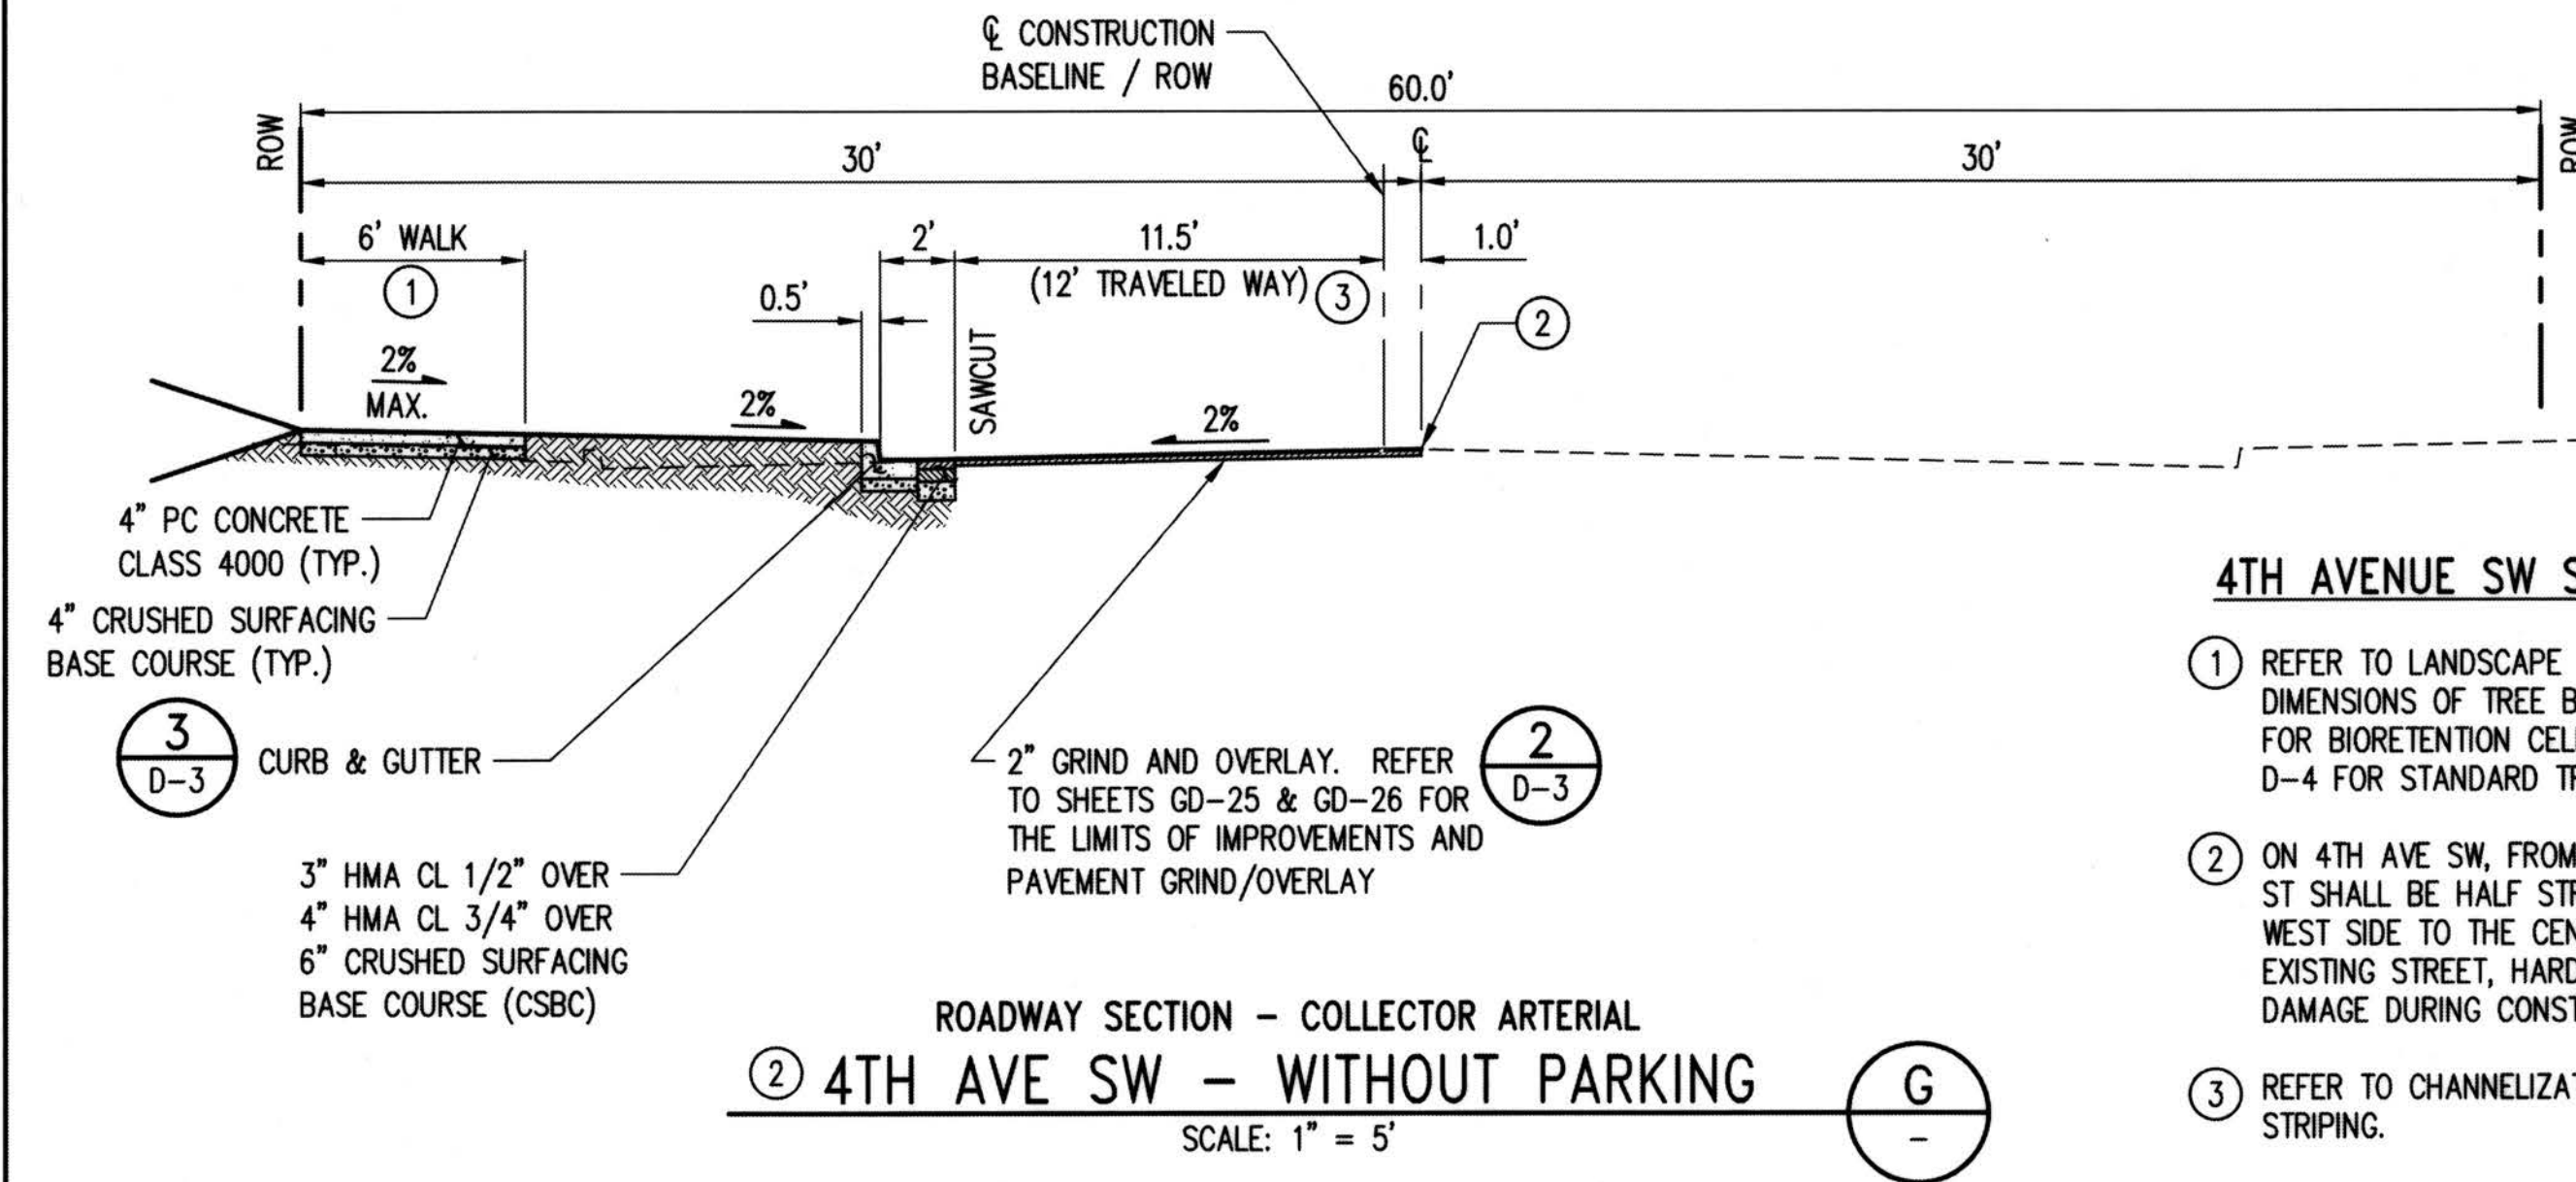 ℄ CONSTRUCTION
BASELINE / ROW
60.0'
ROW
30'
℄
30'
ROW
6' WALK
1
2'
11.5'
(12' TRAVELED WAY) 3
1.0'
0.5'
SAWCUT
2
2%
MAX.
2%
2%
4" PC CONCRETE
CLASS 4000 (TYP.)
4" CRUSHED SURFACING
BASE COURSE (TYP.)
3
D-3
CURB & GUTTER
3" HMA CL 1/2" OVER
4" HMA CL 3/4" OVER
6" CRUSHED SURFACING
BASE COURSE (CSBC)
2" GRIND AND OVERLAY. REFER
TO SHEETS GD-25 & GD-26 FOR
THE LIMITS OF IMPROVEMENTS AND
PAVEMENT GRIND/OVERLAY
2
D-3
ROADWAY SECTION - COLLECTOR ARTERIAL
2 4TH AVE SW - WITHOUT PARKING
SCALE: 1" = 5'
G
-
4TH AVENUE SW
1 REFER TO LANDSCAPE
DIMENSIONS OF TREE
FOR BIORETENTION
D-4 FOR STANDARD
2 ON 4TH AVE SW, FROM
ST SHALL BE HALF
WEST SIDE TO THE
EXISTING STREET,
DAMAGE DURING
3 REFER TO
STRIPING.